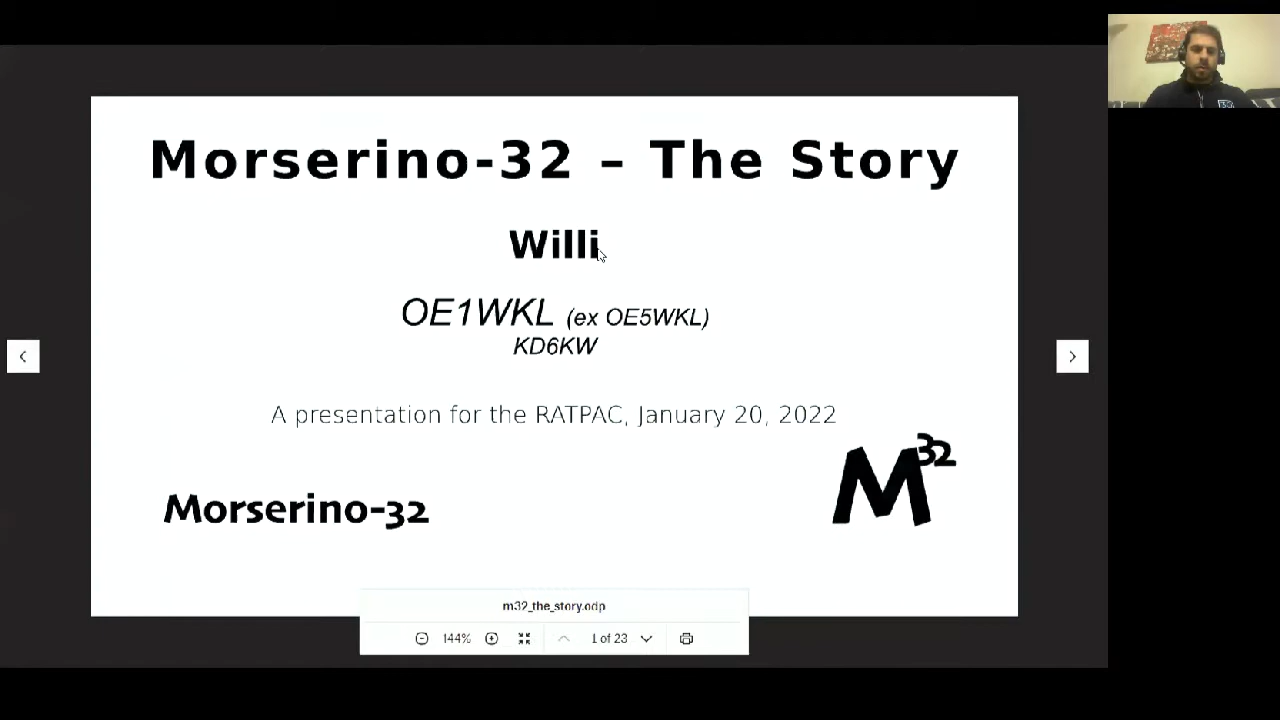 Morserino-32 – The Story
Willi
OE1WKL (ex OE5WKL)
KD6KW
A presentation for the RATPAC, January 20, 2022
M32
Morserino-32
m32_the_story.odp
144% 1 of 23